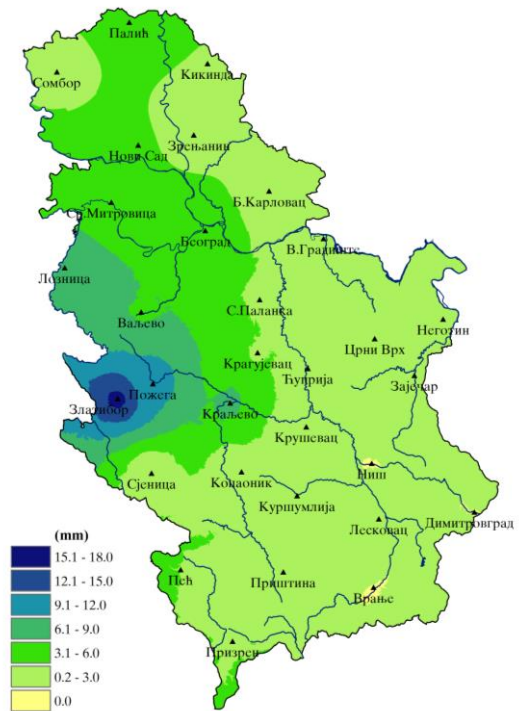 Палић
Сомбор
Кикинда
Зрењанин
Нови Сад
Б.Карловац
Ср.Митровица
Београд
В.Градиште
Лозница
С.Паланка
Ваљево
Неготин
Црни Врх
Крагујевац
Ћуприја
Зајечар
Пожега
Златибор
Краљево
Крушевац
Ниш
Сјеница
Копаоник
Куршумлија
Димитровград
Лесковац
(mm)
15.1 - 18.0
12.1 - 15.0
Пећ
Приштина
9.1 - 12.0
Врање
6.1 - 9.0
3.1 - 6.0
Призрен
0.2 - 3.0
0.0